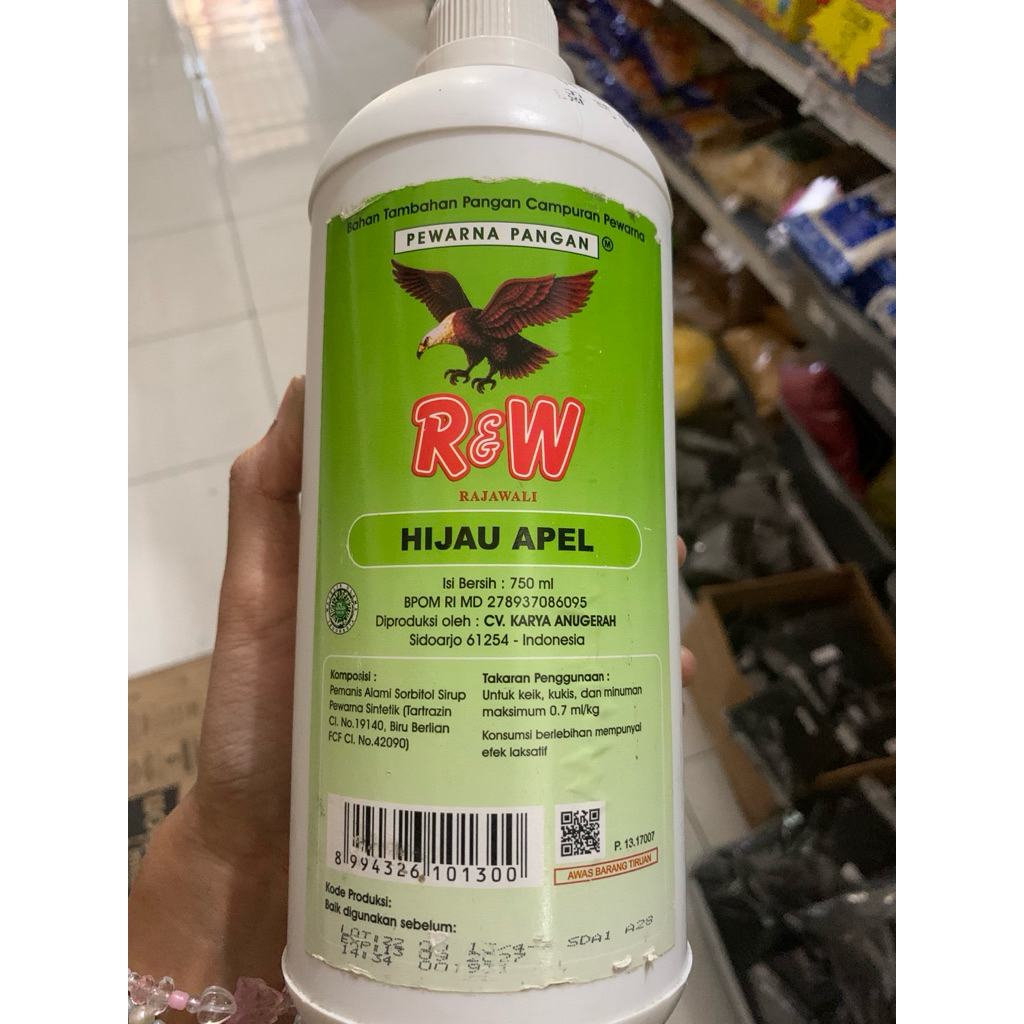 Bahan Tambahan Pangan Campuran Pewarna
PEWARNA PANGAN Ⓜ
R&W
RAJAWALI
HIJAU APEL
Isi Bersih : 750 ml
BPOM RI MD 278937086095
Diproduksi oleh : CV. KARYA ANUGERAH
Sidoarjo 61254 - Indonesia
Komposisi :
Pemanis Alami Sorbitol Sirup
Pewarna Sintetik (Tartrazin
CI. No.19140, Biru Berlian
FCF CI. No.42090)
Takaran Penggunaan :
Untuk keik, kukis, dan minuman
maksimum 0.7 ml/kg
Konsumsi berlebihan mempunyai
efek laksatif
8 994326 101300
P. 13.17007
AWAS BARANG TIRUAN
Kode Produksi:
Baik digunakan sebelum:
SDA1 A28